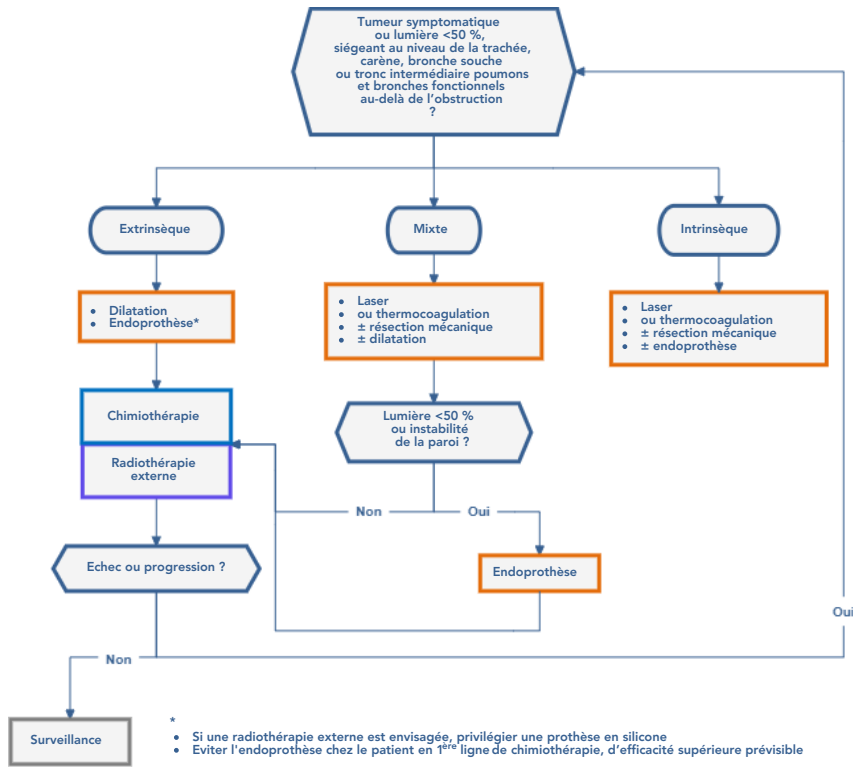 Tumeur symptomatique
ou lumière <50 %,
siégeant au niveau de la trachée,
carène, bronche souche
ou tronc intermédiaire poumons
et bronches fonctionnels
au-delà de l'obstruction
?
Extrinsèque
Mixte
Intrinsèque
• Dilatation
• Endoprothèse*
• Laser
• ou thermocoagulation
• ± résection mécanique
• ± dilatation
• Laser
• ou thermocoagulation
• ± résection mécanique
• ± endoprothèse
Chimiothérapie
Lumière <50 %
ou instabilité
de la paroi ?
Radiothérapie
externe
Non
Oui
Echec ou progression ?
Endoprothèse
Oui
Non
Surveillance
*
• Si une radiothérapie externe est envisagée, privilégier une prothèse en silicone
• Eviter l'endoprothèse chez le patient en 1ère ligne de chimiothérapie, d'efficacité supérieure prévisible